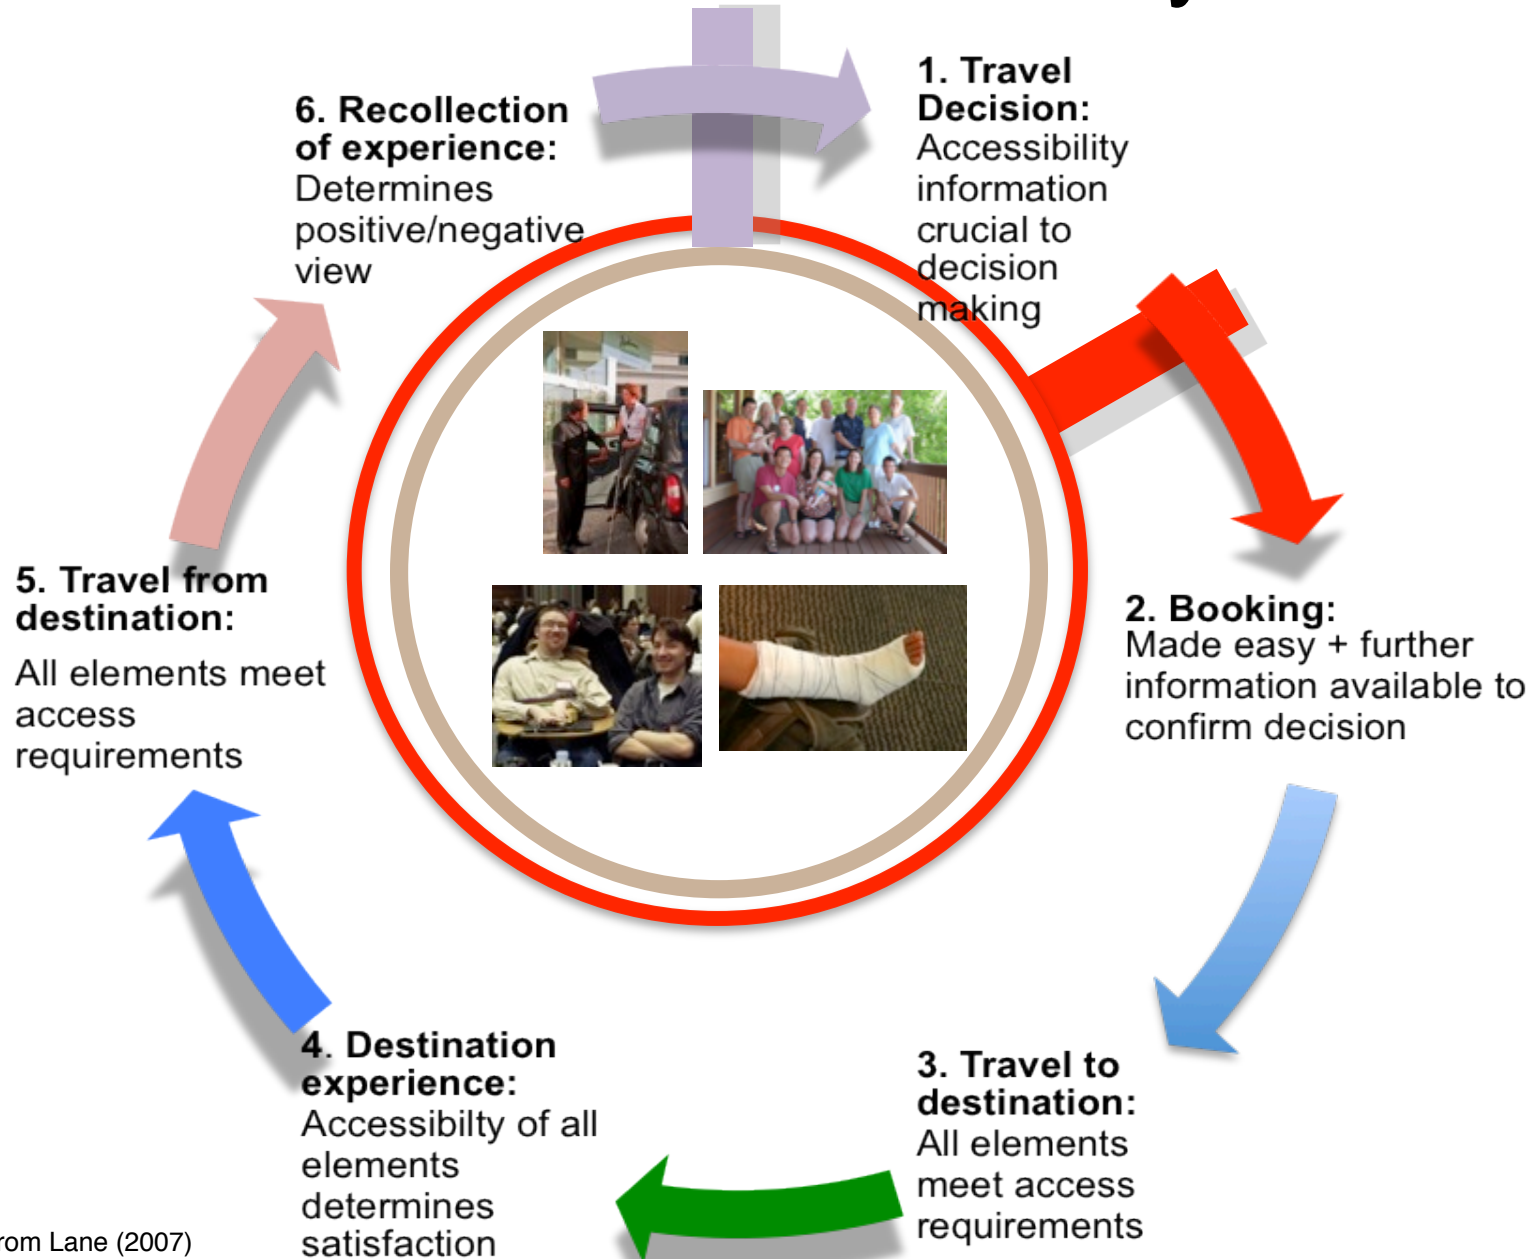 1. Travel
Decision:
Accessibility
information
crucial to
decision
making
2. Booking:
Made easy + further
information available to
confirm decision
3. Travel to
destination:
All elements
meet access
requirements
4. Destination
experience:
Accessibilty of all
elements
determines
satisfaction
5. Travel from
destination:
All elements meet
access
requirements
6. Recollection
of experience:
Determines
positive/negative
view
Lane (2007)